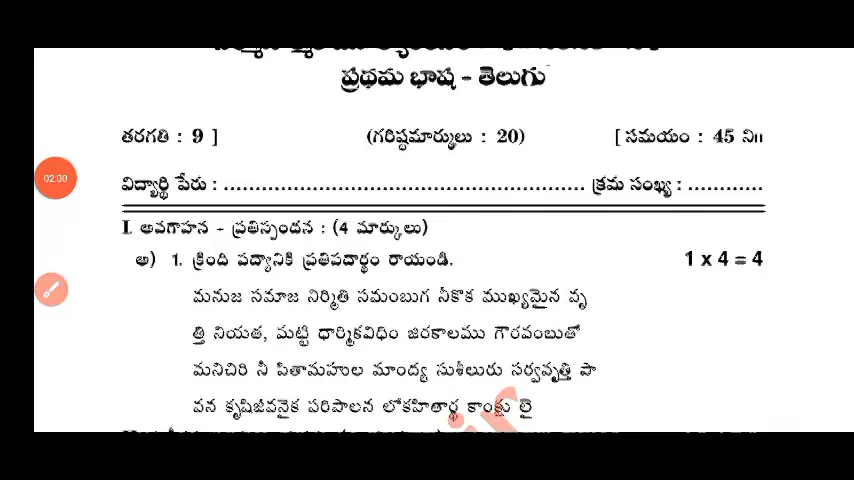 ప్రథమ భాష - తెలుగు
తరగతి : 9 ] (గరిష్టమార్కులు : 20) [ సమయం : 45 ని॥
02:00
విద్యార్థి పేరు : ......................................................... క్రమ సంఖ్య : ............
I. అవగాహన - ప్రతిస్పందన : (4 మార్కులు)
అ) 1. క్రింది పద్యానికి ప్రతిపదార్థం రాయండి. 1 x 4 = 4
మనుజ సమాజ నిర్మితి సమంబుగ నీకొక ముఖ్యమైన వృ
త్తి నియత, మట్టి ధార్మికవిధిం జిరకాలము గౌరవంబుతో
మనిచిరి నీ పితామహుల మాంద్య సుశీలురు సర్వవృత్తి పా
వన కృషిజీవనైక పరిపాలన లోకహితార్థ కాంక్షు లై